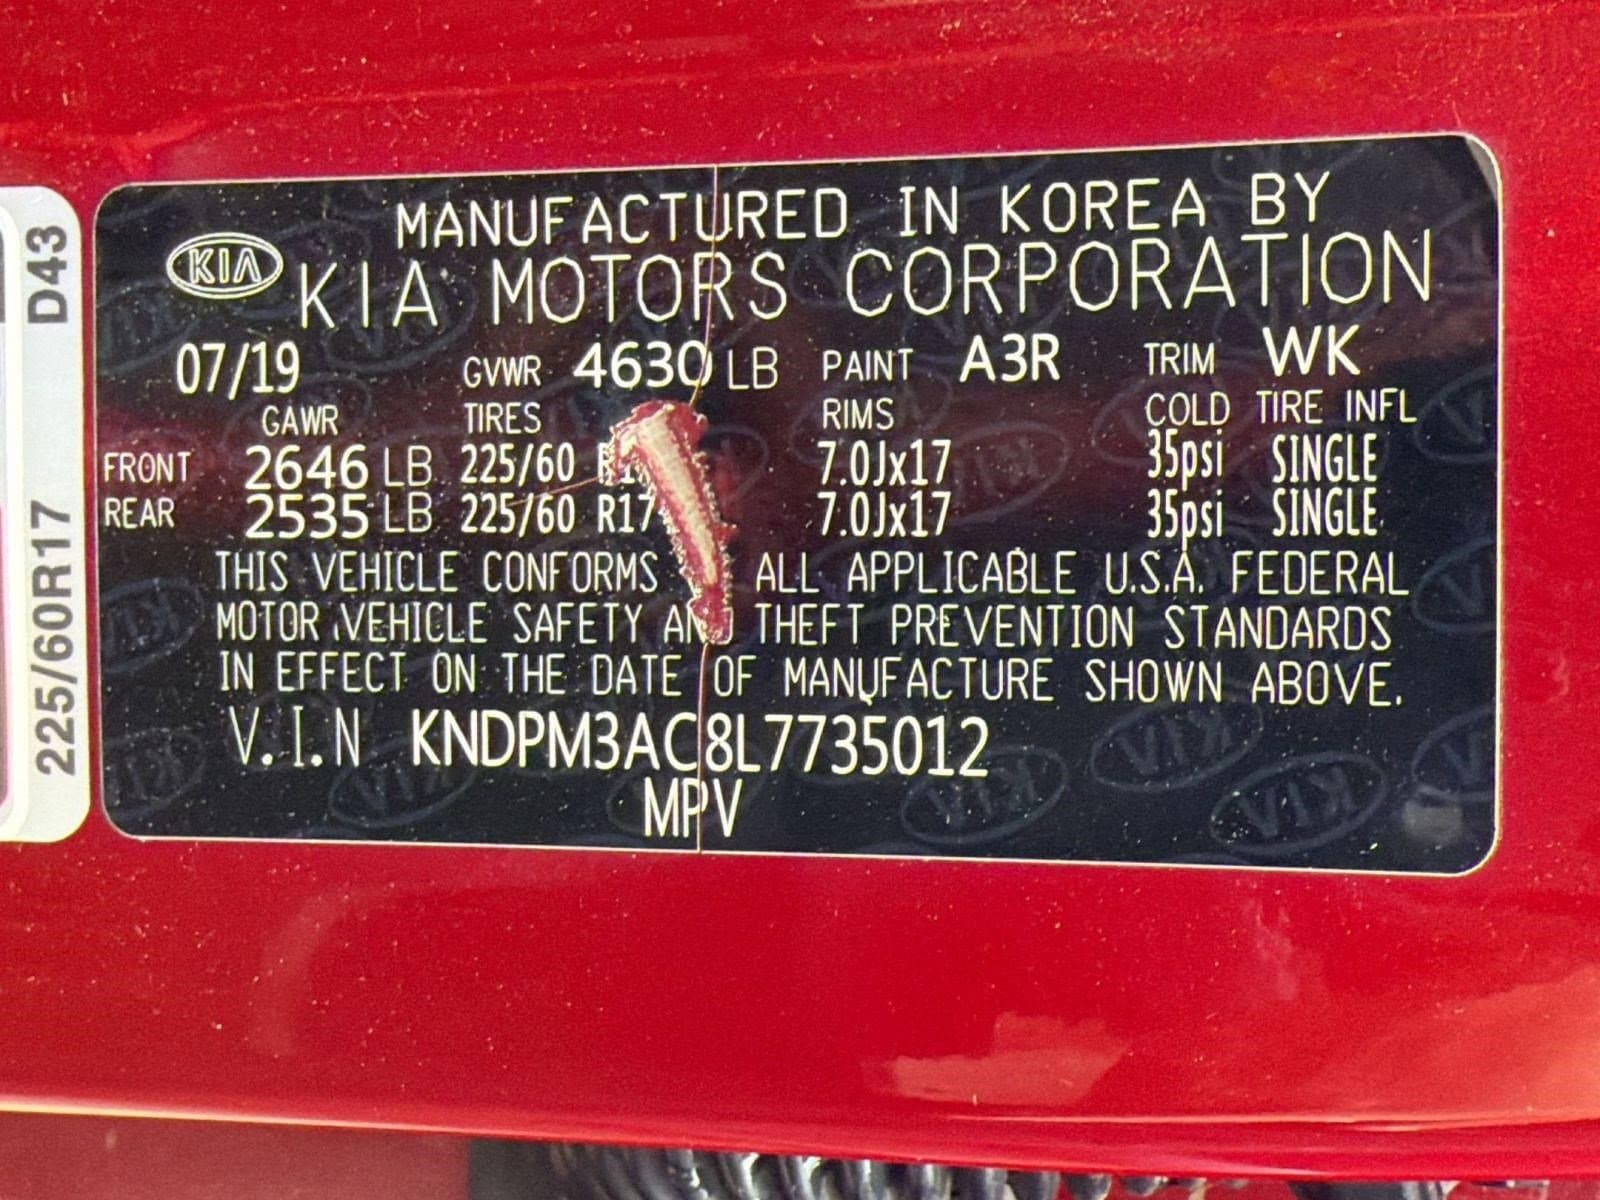 D43
225/60R17
KIA
MANUFACTURED IN KOREA BY
KIA MOTORS CORPORATION
07/19 GVWR 4630 LB PAINT A3R TRIM WK
GAWR TIRES RIMS COLD TIRE INFL
FRONT 2646 LB 225/60 7.0Jx17 35psi SINGLE
REAR 2535 LB 225/60 R17 7.0Jx17 35psi SINGLE
THIS VEHICLE CONFORMS ALL APPLICABLE U.S.A. FEDERAL
MOTOR VEHICLE SAFETY AND THEFT PREVENTION STANDARDS
IN EFFECT ON THE DATE OF MANUFACTURE SHOWN ABOVE.
V.I.N KNDPM3AC8L7735012
MPV